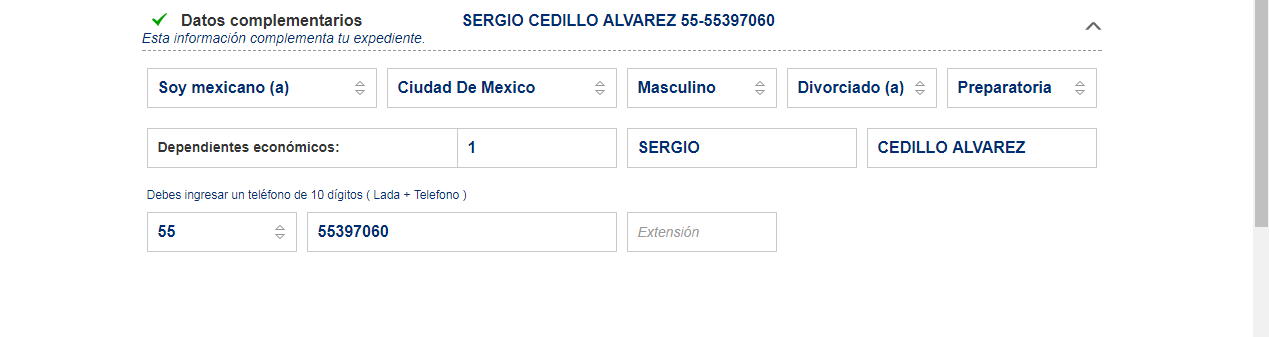 Datos complementarios SERGIO CEDILLO ALVAREZ 55-55397060
Esta información complementa tu expediente.
Soy mexicano (a) Ciudad De Mexico Masculino Divorciado (a) Preparatoria
Dependientes económicos: 1 SERGIO CEDILLO ALVAREZ
Debes ingresar un teléfono de 10 dígitos ( Lada + Telefono )
55 55397060 Extensión